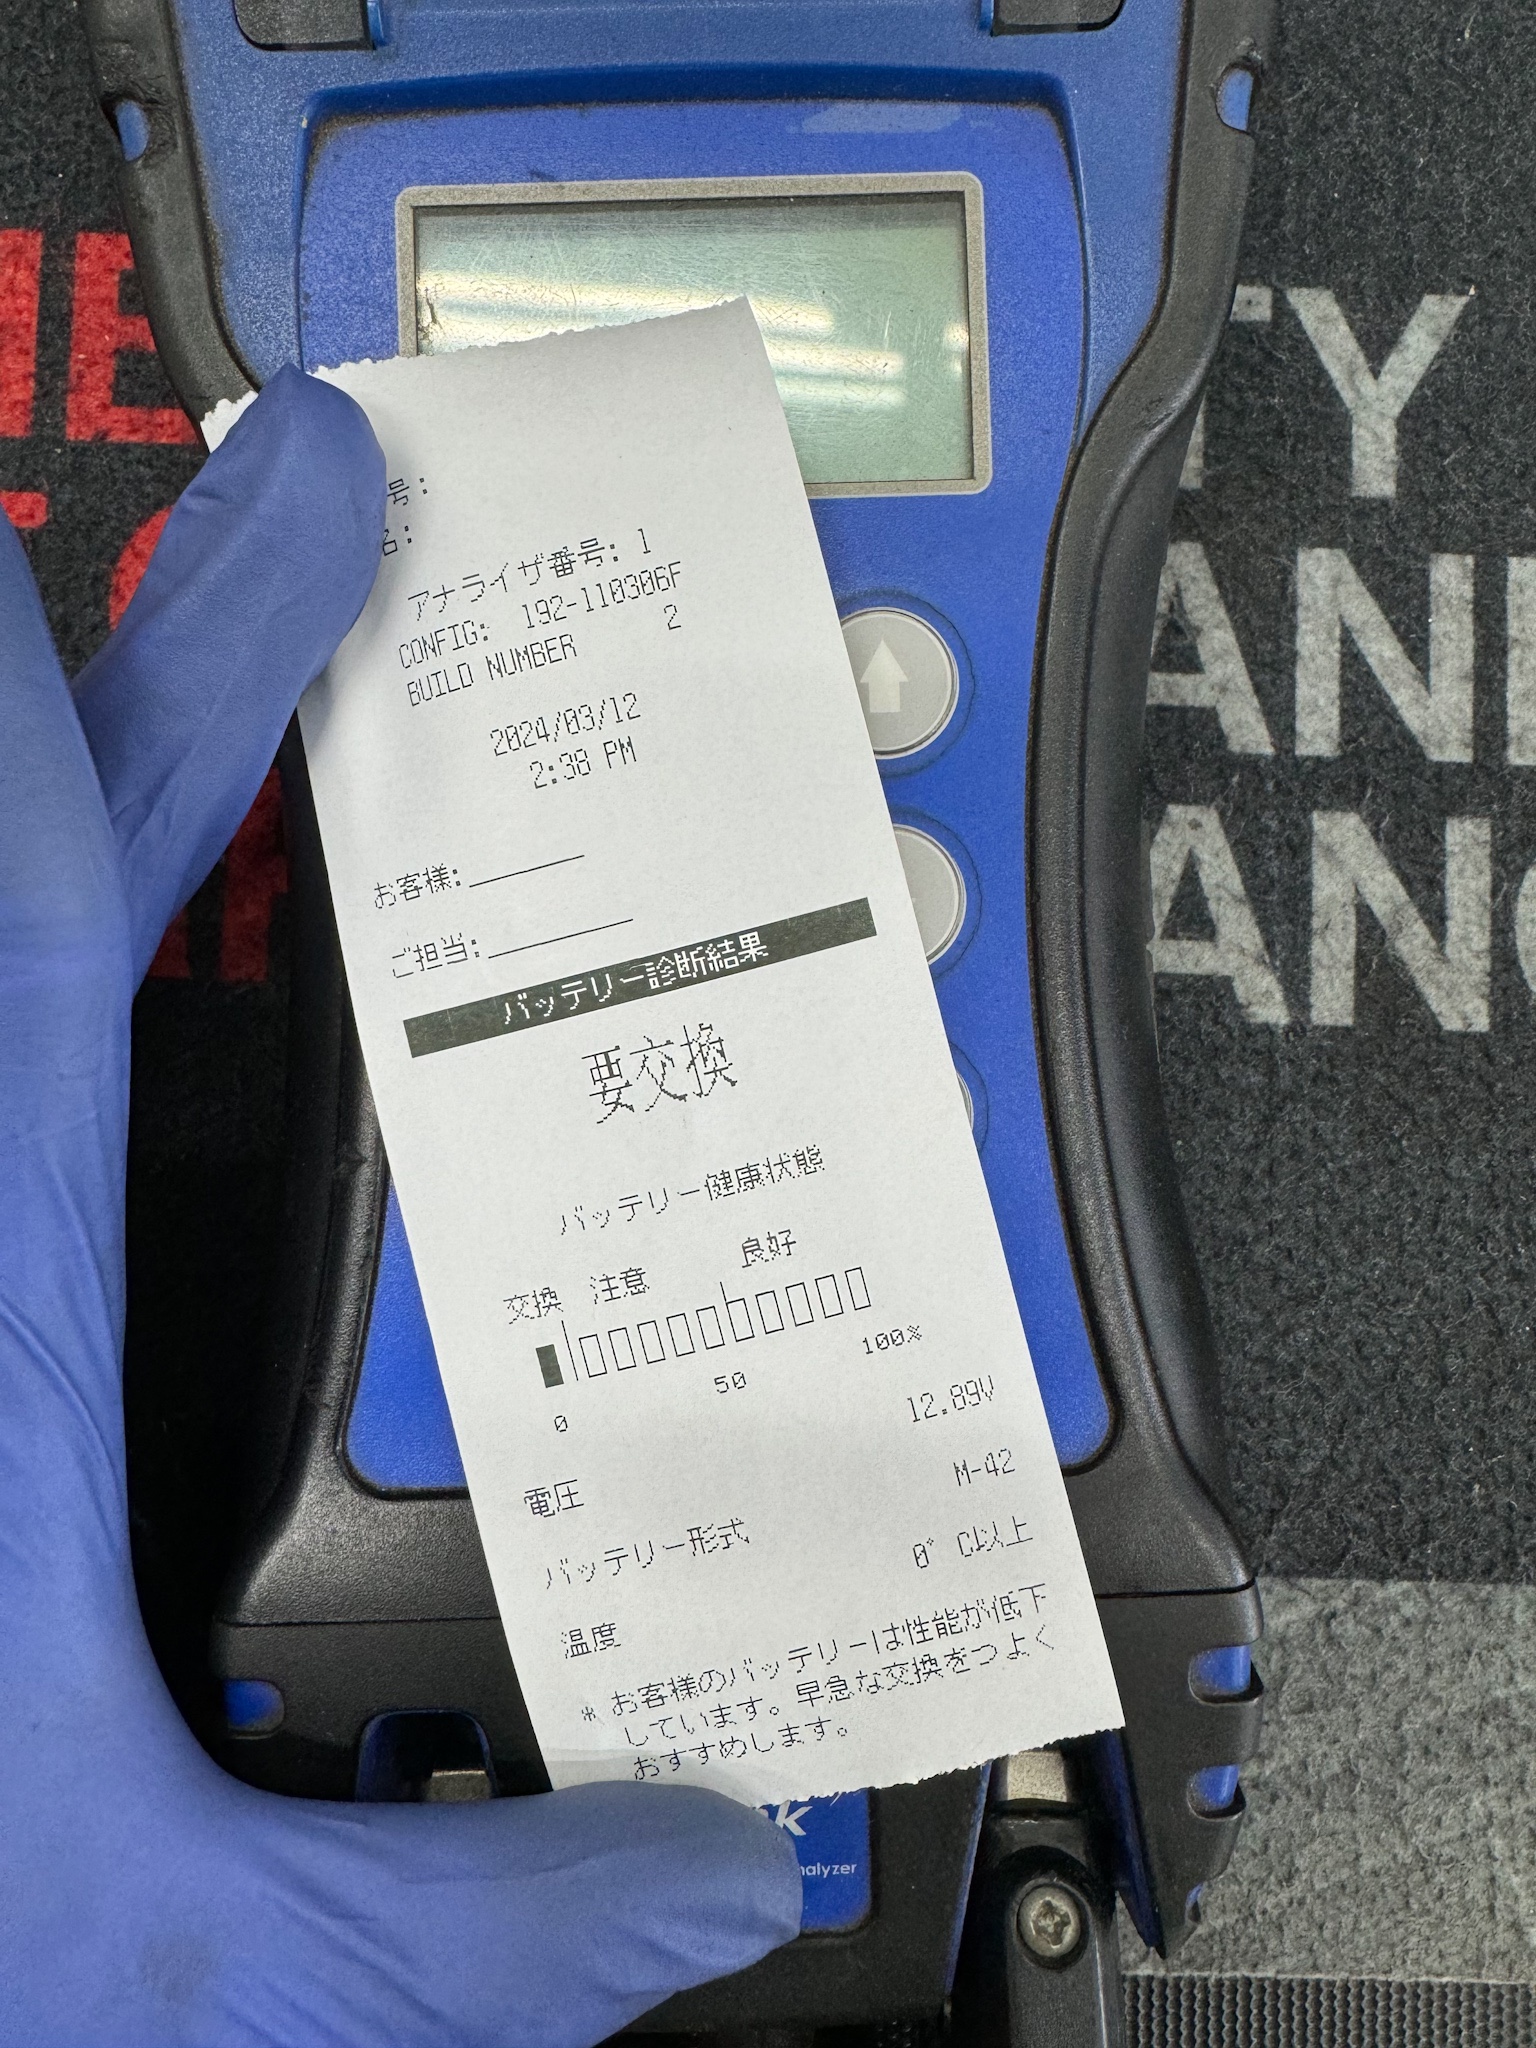 号:
名:
アナライザ番号: 1
CONFIG: 192-110306F
BUILD NUMBER 2
2024/03/12
2:38 PM
お客様:
ご担当:
バッテリー診断結果
要交換
バッテリー健康状態
交換 注意 良好
0 50 100%
電圧 12.89V
バッテリー形式 M-42
温度 0° C以上
* お客様のバッテリーは性能が低下
しています。早急な交換をつよく
おすすめします。
TY
AN
AN